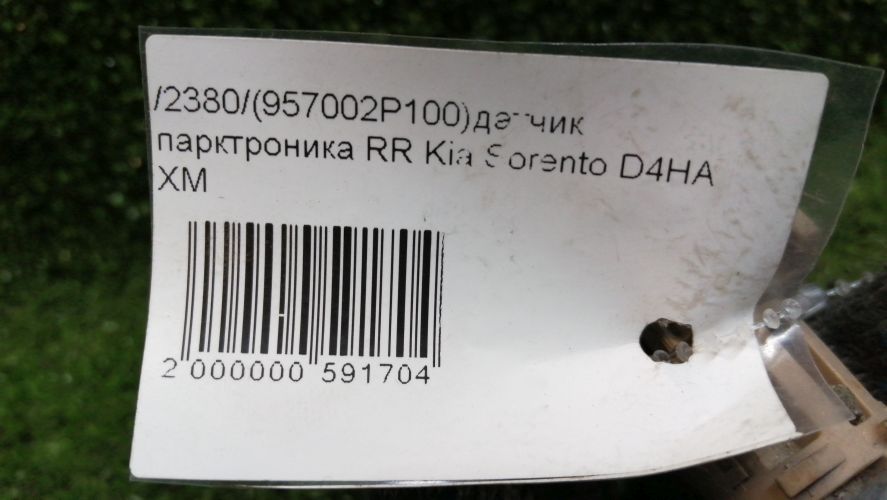 /2380/(957002P100)датчик
парктроника RR Kia Sorento D4HA
XM
2 000000 591704